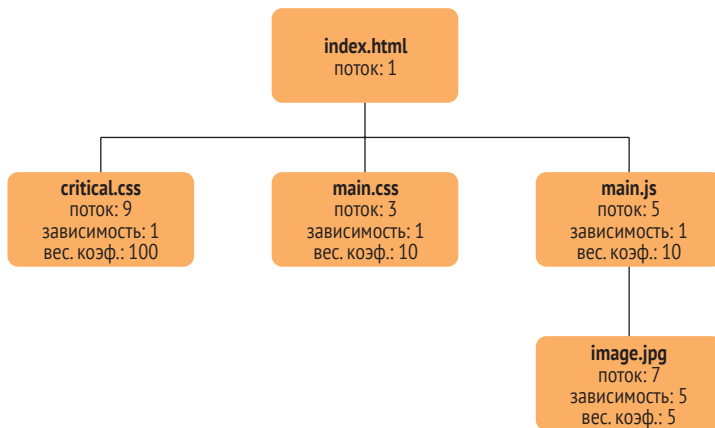 index.html
поток: 1
critical.css
поток: 9
зависимость: 1
вес. коэф.: 100
main.css
поток: 3
зависимость: 1
вес. коэф.: 10
main.js
поток: 5
зависимость: 1
вес. коэф.: 10
image.jpg
поток: 7
зависимость: 5
вес. коэф.: 5